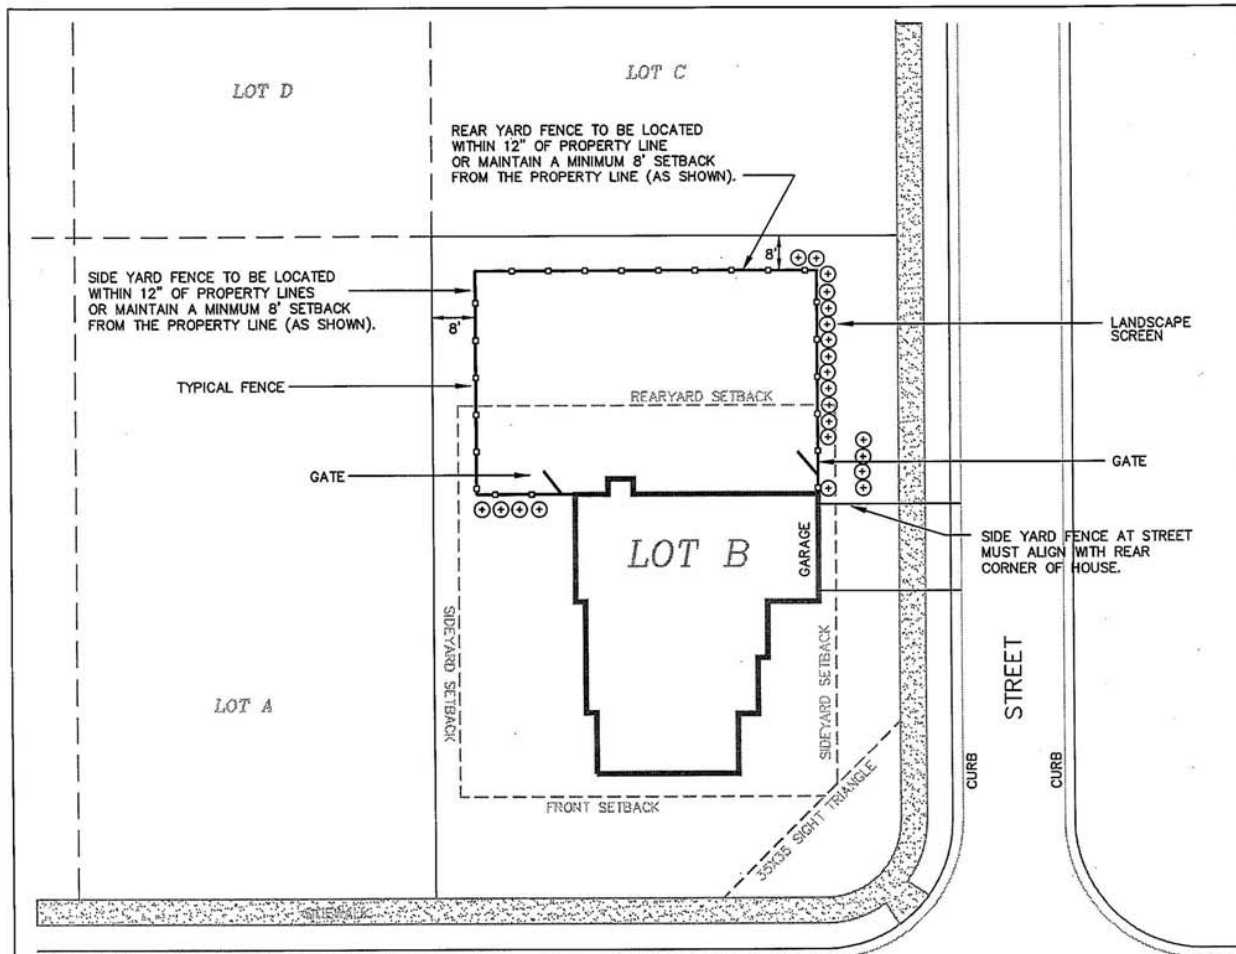 LOT D
LOT C
REAR YARD FENCE TO BE LOCATED
WITHIN 12" OF PROPERTY LINE
OR MAINTAIN A MINIMUM 8' SETBACK
FROM THE PROPERTY LINE (AS SHOWN).
8'
SIDE YARD FENCE TO BE LOCATED
WITHIN 12" OF PROPERTY LINES
OR MAINTAIN A MINMUM 8' SETBACK
FROM THE PROPERTY LINE (AS SHOWN).
8'
LANDSCAPE
SCREEN
TYPICAL FENCE
REARYARD SETBACK
GATE
GATE
LOT B
GARAGE
SIDE YARD FENCE AT STREET
MUST ALIGN WITH REAR
CORNER OF HOUSE.
SIDEYARD SETBACK
SIDEYARD SETBACK
STREET
LOT A
CURB
CURB
FRONT SETBACK
35X35 SIGHT TRIANGLE
SIDEWALK